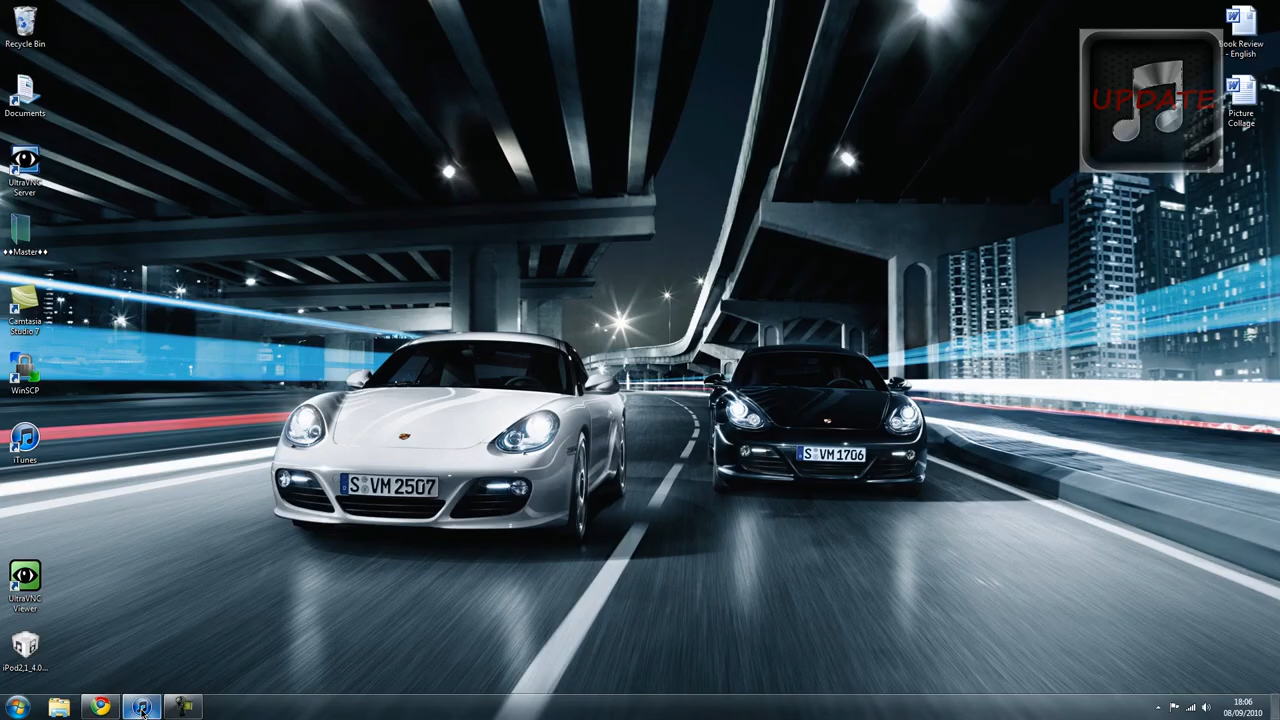 Recycle Bin
Documents
UltraVNC
Server
♦♦Master♦♦
Camtasia
Studio 7
WinSCP
iTunes
UltraVNC
Viewer
iPod2,1_4.0...
UPDATE
Book Review
- English
Picture
Collage
S VM 2507
S VM 1706
18:06
08/09/2010